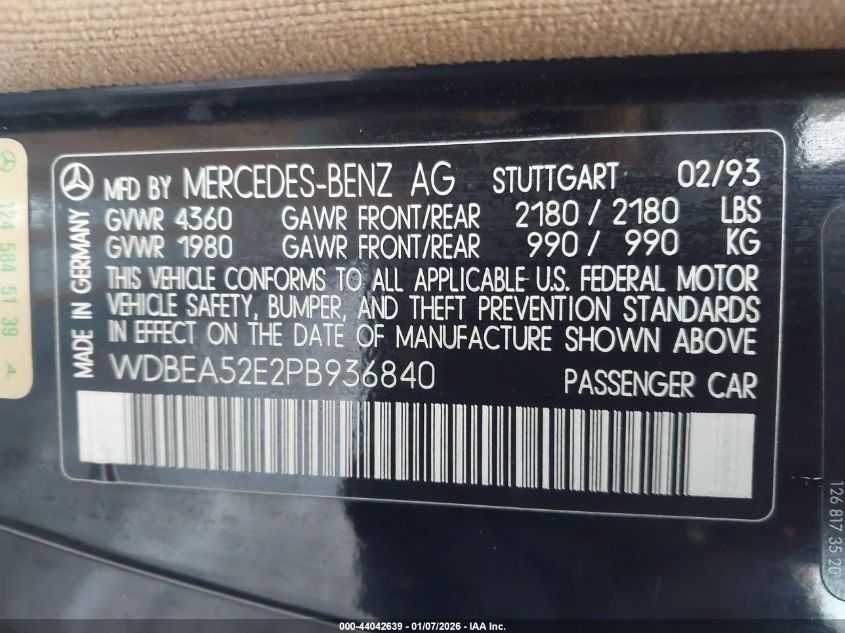 MADE IN GERMANY
MFD BY MERCEDES-BENZ AG STUTTGART 02/93
GVWR 4360 GAWR FRONT/REAR 2180 / 2180 LBS
GVWR 1980 GAWR FRONT/REAR 990 / 990 KG
THIS VEHICLE CONFORMS TO ALL APPLICABLE U.S. FEDERAL MOTOR
VEHICLE SAFETY, BUMPER, AND THEFT PREVENTION STANDARDS
IN EFFECT ON THE DATE OF MANUFACTURE SHOWN ABOVE
WDBEA52E2PB936840 PASSENGER CAR
124 584 51 39 A
126 817 35 20
000-44042639 - 01/07/2026 - IAA Inc.